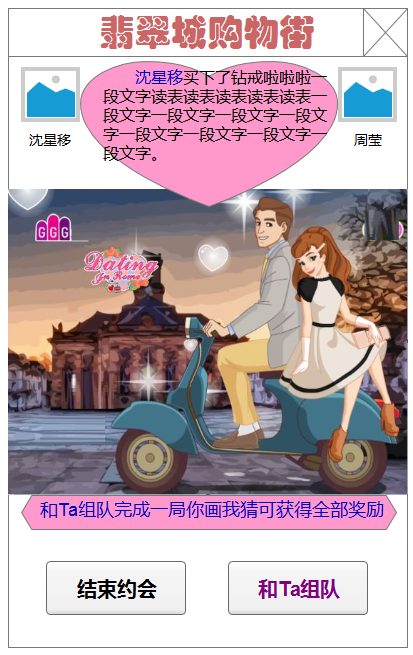 翡翠城购物街
沈星移买下了钻戒啦啦啦一
段文字读表读表读表读表读表一
段文字一段文字一段文字一段文
字一段文字一段文字一段文字一
段文字。
沈星移
周莹
GGG
Dating
In Rome
和Ta组队完成一局你画我猜可获得全部奖励
结束约会
和Ta组队